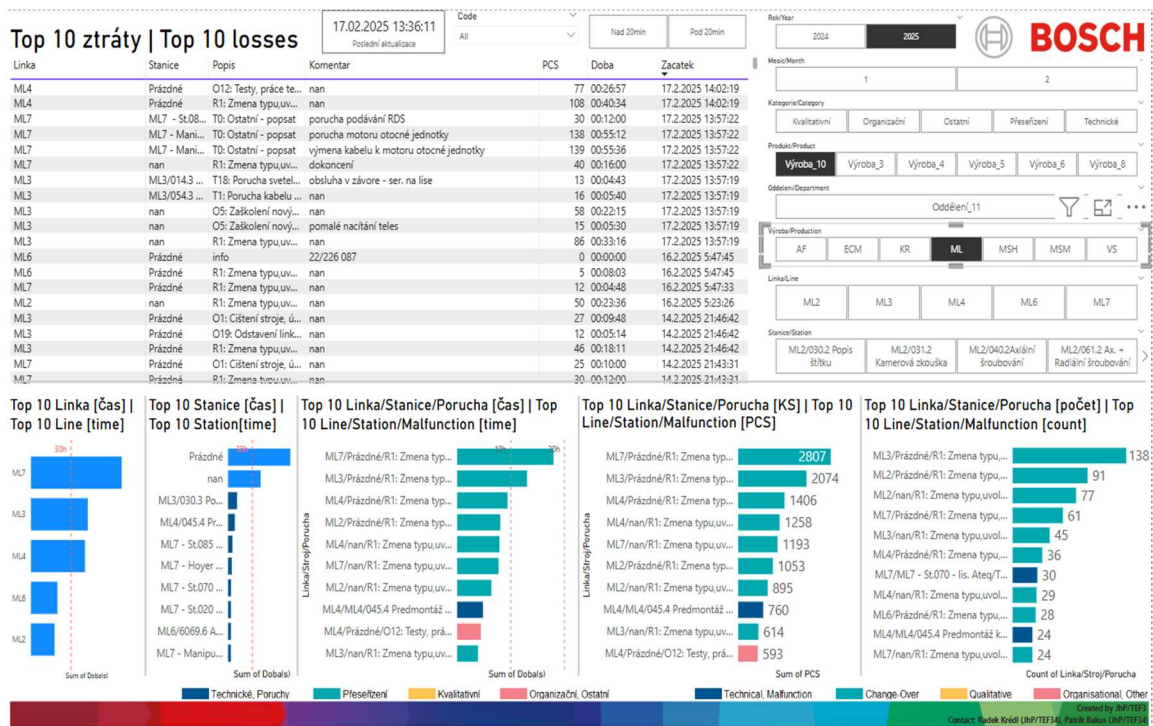 Top 10 ztráty | Top 10 losses
17.02.2025 13:36:11
Poslední aktualizace
Code
All
Nad 20min
Pod 20min
Rok/Year
2024
2025
BOSCH
Mesic/Month
1
2
Kategorie/Category
Kvalitativní
Organizační
Ostatní
Přeseřízení
Technické
Produkt/Product
Výroba_10
Výroba_3
Výroba_4
Výroba_5
Výroba_6
Výroba_8
Oddeleni/Department
Oddělení_11
Výroba/Production
AF
ECM
KR
ML
MSH
MSM
VS
Linka/Line
ML2
ML3
ML4
ML6
ML7
Stanice/Station
ML2/030.2 Popis štítku
ML2/031.2 Kamerová zkouška
ML2/040.2Axiální šroubování
ML2/061.2 Ax. + Radiální šroubování
Linka Stanice Popis Komentar PCS Doba Zacatek
ML4 Prázdné O12: Testy, práce te... nan 77 00:26:57 17.2.2025 14:02:19
ML4 Prázdné R1: Zmena typu,uv... nan 108 00:40:34 17.2.2025 14:02:19
ML7 ML7 - St.08... T0: Ostatní - popsat porucha podávání RDS 30 00:12:00 17.2.2025 13:57:22
ML7 ML7 - Mani... T0: Ostatní - popsat porucha motoru otocné jednotky 138 00:55:12 17.2.2025 13:57:22
ML7 ML7 - Mani... T0: Ostatní - popsat výmena kabelu k motoru otocné jednotky 139 00:55:36 17.2.2025 13:57:22
ML7 nan R1: Zmena typu,uv... dokoncení 40 00:16:00 17.2.2025 13:57:22
ML3 ML3/014.3 ... T18: Porucha svetel... obsluha v závore - ser. na lise 13 00:04:43 17.2.2025 13:57:19
ML3 ML3/054.3 ... T1: Porucha kabelu ... nan 16 00:05:40 17.2.2025 13:57:19
ML3 nan O5: Zaškolení nový... nan 58 00:22:15 17.2.2025 13:57:19
ML3 nan O5: Zaškolení nový... pomalé nacítání teles 15 00:05:30 17.2.2025 13:57:19
ML3 nan R1: Zmena typu,uv... nan 86 00:33:16 17.2.2025 13:57:19
ML6 Prázdné info 22/226 087 0 00:00:00 16.2.2025 5:47:45
ML6 Prázdné R1: Zmena typu,uv... nan 5 00:08:03 16.2.2025 5:47:45
ML7 Prázdné R1: Zmena typu,uv... nan 12 00:04:48 16.2.2025 5:47:33
ML2 nan R1: Zmena typu,uv... nan 50 00:23:36 16.2.2025 5:23:26
ML3 Prázdné O1: Cištení stroje, ú... nan 27 00:09:48 14.2.2025 21:46:42
ML3 Prázdné O19: Odstavení link... nan 12 00:05:14 14.2.2025 21:46:42
ML3 Prázdné R1: Zmena typu,uv... nan 46 00:18:11 14.2.2025 21:46:42
ML7 Prázdné O1: Cištení stroje, ú... nan 25 00:10:00 14.2.2025 21:43:31
ML7 Prázdné R1: Zmena typu,uv... nan 30 00:12:00 14.2.2025 21:43:31
Top 10 Linka [čas] |
Top 10 Line [time]
30h
ML7
ML3
ML4
ML6
ML2
Sum of Dobals)
Top 10 Stanice [Čas] |
Top 10 Station[time]
30h
Prázdné
nan
ML3/030.3 Po...
ML4/045.4 Pr...
ML7 - St.085 ...
ML7 - Hoyer ...
ML7 - St.070 ...
ML7 - St.020 ...
ML6/6069.6 A...
ML7 - Manipu...
Sum of Dobals)
Top 10 Linka/Stanice/Porucha [čas] | Top
10 Line/Station/Malfunction [time]
10h
20h
Linka/Stroj/Porucha
ML7/Prázdné/R1: Zmena typ...
ML3/Prázdné/R1: Zmena typ...
ML4/Prázdné/R1: Zmena typ...
ML2/Prázdné/R1: Zmena typ...
ML4/nan/R1: Zmena typu,uv...
ML7/nan/R1: Zmena typu,uv...
ML2/nan/R1: Zmena typu,uv...
ML4/ML4/045.4 Predmontáž ...
ML4/Prázdné/O12: Testy, prá...
ML3/nan/R1: Zmena typu,uv...
Sum of Dobals)
Top 10 Linka/Stanice/Porucha [KS] | Top 10
Line/Station/Malfunction [PCS]
Linka/Stroj/Porucha
ML7/Prázdné/R1: Zmena typ... 2807
ML3/Prázdné/R1: Zmena typ... 2074
ML4/Prázdné/R1: Zmena typ... 1406
ML4/nan/R1: Zmena typu,uv... 1258
ML7/nan/R1: Zmena typu,uv... 1193
ML2/Prázdné/R1: Zmena typ... 1053
ML2/nan/R1: Zmena typu,uv... 895
ML4/ML4/045.4 Predmontáž ... 760
ML3/nan/R1: Zmena typu,uv... 614
ML4/Prázdné/O12: Testy, prá... 593
Sum of PCS
Top 10 Linka/Stanice/Porucha [počet] | Top
10 Line/Station/Malfunction [count]
ML3/Prázdné/R1: Zmena typu,... 138
ML2/Prázdné/R1: Zmena typu,... 91
ML2/nan/R1: Zmena typu,uvol... 77
ML7/Prázdné/R1: Zmena typu,... 61
ML3/nan/R1: Zmena typu,uvol... 45
ML4/Prázdné/R1: Zmena typu,... 36
ML7/ML7 - St.070 - lis. Ateq/T... 30
ML4/nan/R1: Zmena typu,uvol... 29
ML6/Prázdné/R1: Zmena typu,... 28
ML4/ML4/045.4 Predmontáž k... 24
ML7/nan/R1: Zmena typu,uvol... 24
Count of Linka/Stroj/Porucha
Technické, Poruchy
Přeseřízení
Kvalitativní
Organizační, Ostatní
Technical, Malfunction
Change-Over
Qualitative
Organisational, Other
Created by JhP/TEF3
Contact: Radek Krédl (JhP/TEF34), Patrik Bakus (JhP/TEF34)